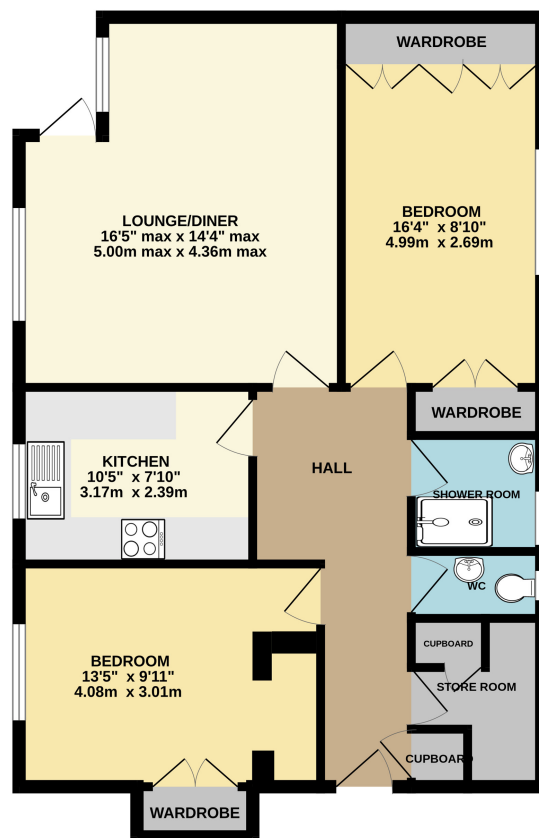 WARDROBE
LOUNGE/DINER
16'5" max x 14'4" max
5.00m max x 4.36m max
BEDROOM
16'4" x 8'10"
4.99m x 2.69m
WARDROBE
KITCHEN
10'5" x 7'10"
3.17m x 2.39m
HALL
SHOWER ROOM
WC
BEDROOM
13'5" x 9'11"
4.08m x 3.01m
CUPBOARD
STORE ROOM
CUPBOARD
WARDROBE